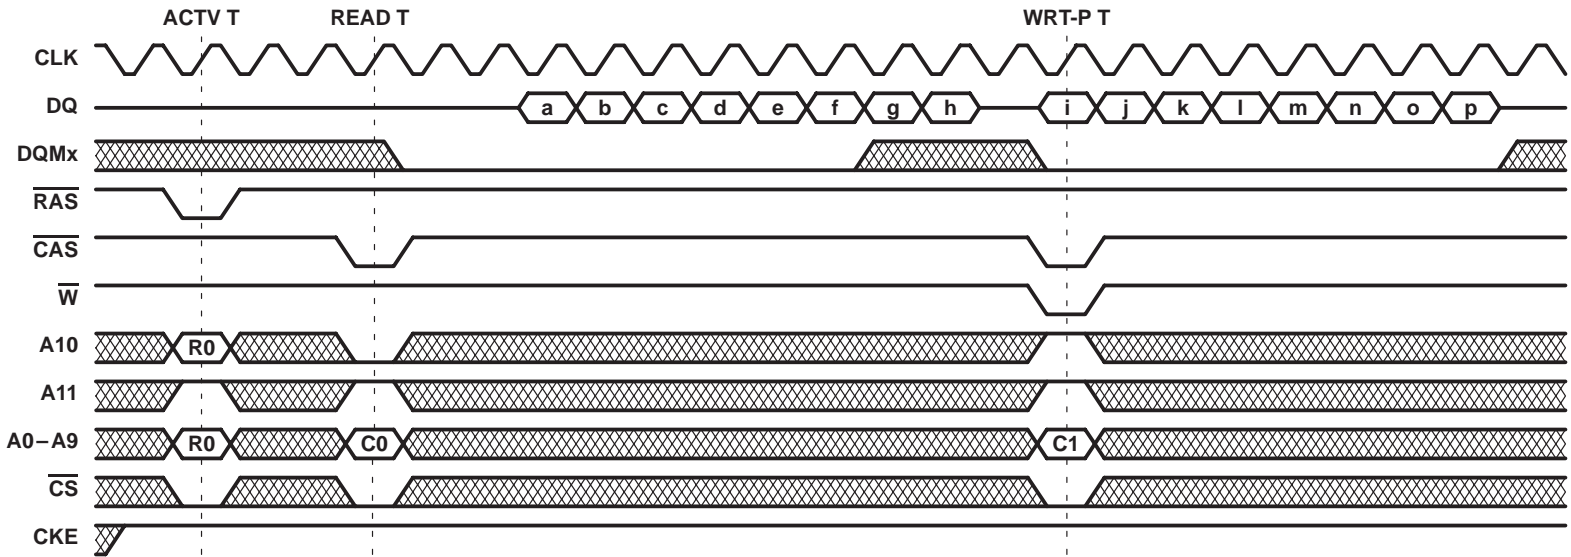 ACTV T READ T WRT-P T
CLK
DQ a b c d e f g h i j k l m n o p
DQMx
RAS
CAS
W
A10 R0
A11
A0–A9 R0 C0 C1
CS
CKE